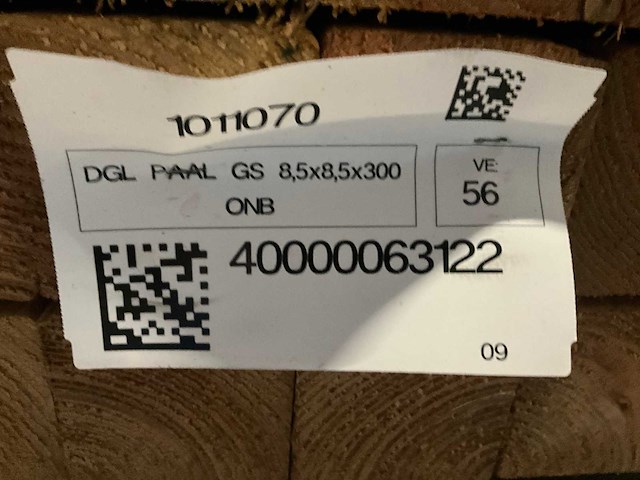 1011070
DGL PAAL GS 8,5x8,5x300
ONB
VE:
56
40000063122
09